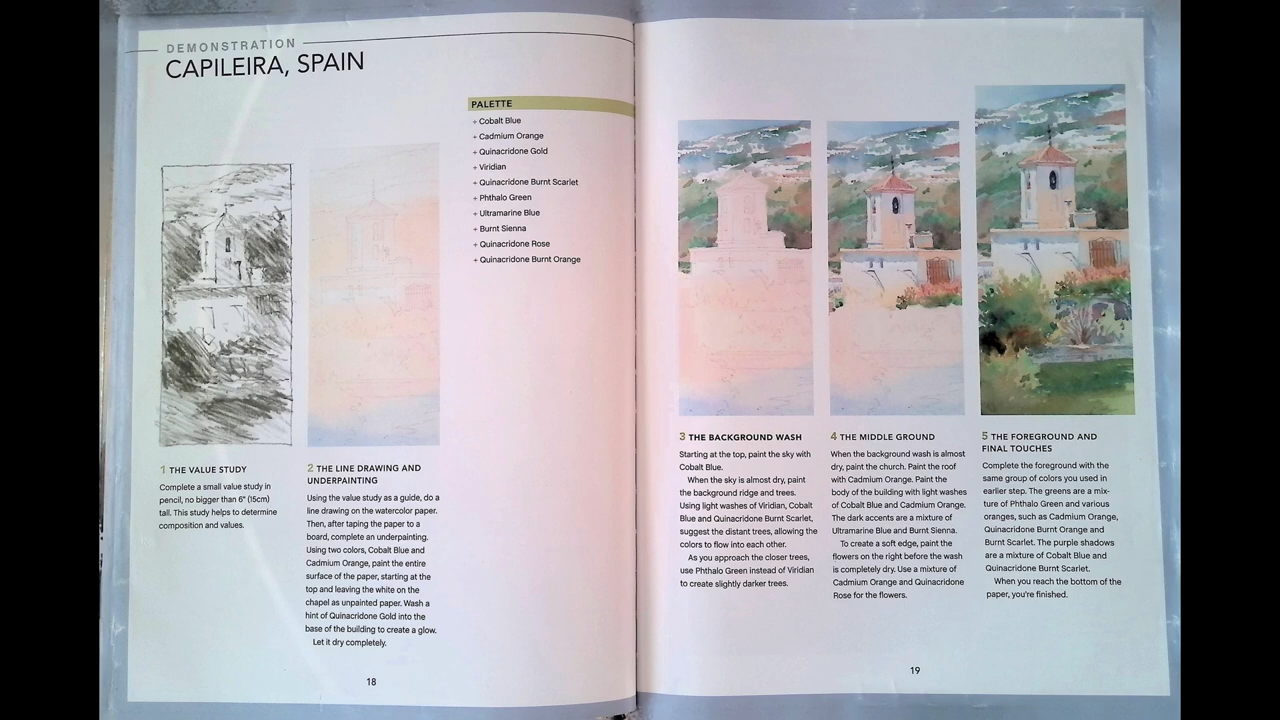 DEMONSTRATION
CAPILEIRA, SPAIN
PALETTE
+ Cobalt Blue
+ Cadmium Orange
+ Quinacridone Gold
+ Viridian
+ Quinacridone Burnt Scarlet
+ Phthalo Green
+ Ultramarine Blue
+ Burnt Sienna
+ Quinacridone Rose
+ Quinacridone Burnt Orange
1 THE VALUE STUDY
Complete a small value study in
pencil, no bigger than 6" (15cm)
tall. This study helps to determine
composition and values.
2 THE LINE DRAWING AND
UNDERPAINTING
Using the value study as a guide, do a
line drawing on the watercolor paper.
Then, after taping the paper to a
board, complete an underpainting.
Using two colors, Cobalt Blue and
Cadmium Orange, paint the entire
surface of the paper, starting at the
top and leaving the white on the
chapel as unpainted paper. Wash a
hint of Quinacridone Gold into the
base of the building to create a glow.
Let it dry completely.
18
3 THE BACKGROUND WASH
Starting at the top, paint the sky with
Cobalt Blue.
When the sky is almost dry, paint
the background ridge and trees.
Using light washes of Viridian, Cobalt
Blue and Quinacridone Burnt Scarlet,
suggest the distant trees, allowing the
colors to flow into each other.
As you approach the closer trees,
use Phthalo Green instead of Viridian
to create slightly darker trees.
4 THE MIDDLE GROUND
When the background wash is almost
dry, paint the church. Paint the roof
with Cadmium Orange. Paint the
body of the building with light washes
of Cobalt Blue and Cadmium Orange.
The dark accents are a mixture of
Ultramarine Blue and Burnt Sienna.
To create a soft edge, paint the
flowers on the right before the wash
is completely dry. Use a mixture of
Cadmium Orange and Quinacridone
Rose for the flowers.
5 THE FOREGROUND AND
FINAL TOUCHES
Complete the foreground with the
same group of colors you used in
earlier step. The greens are a mix-
ture of Phthalo Green and various
oranges, such as Cadmium Orange,
Quinacridone Burnt Orange and
Burnt Scarlet. The purple shadows
are a mixture of Cobalt Blue and
Quinacridone Burnt Scarlet.
When you reach the bottom of the
paper, you're finished.
19